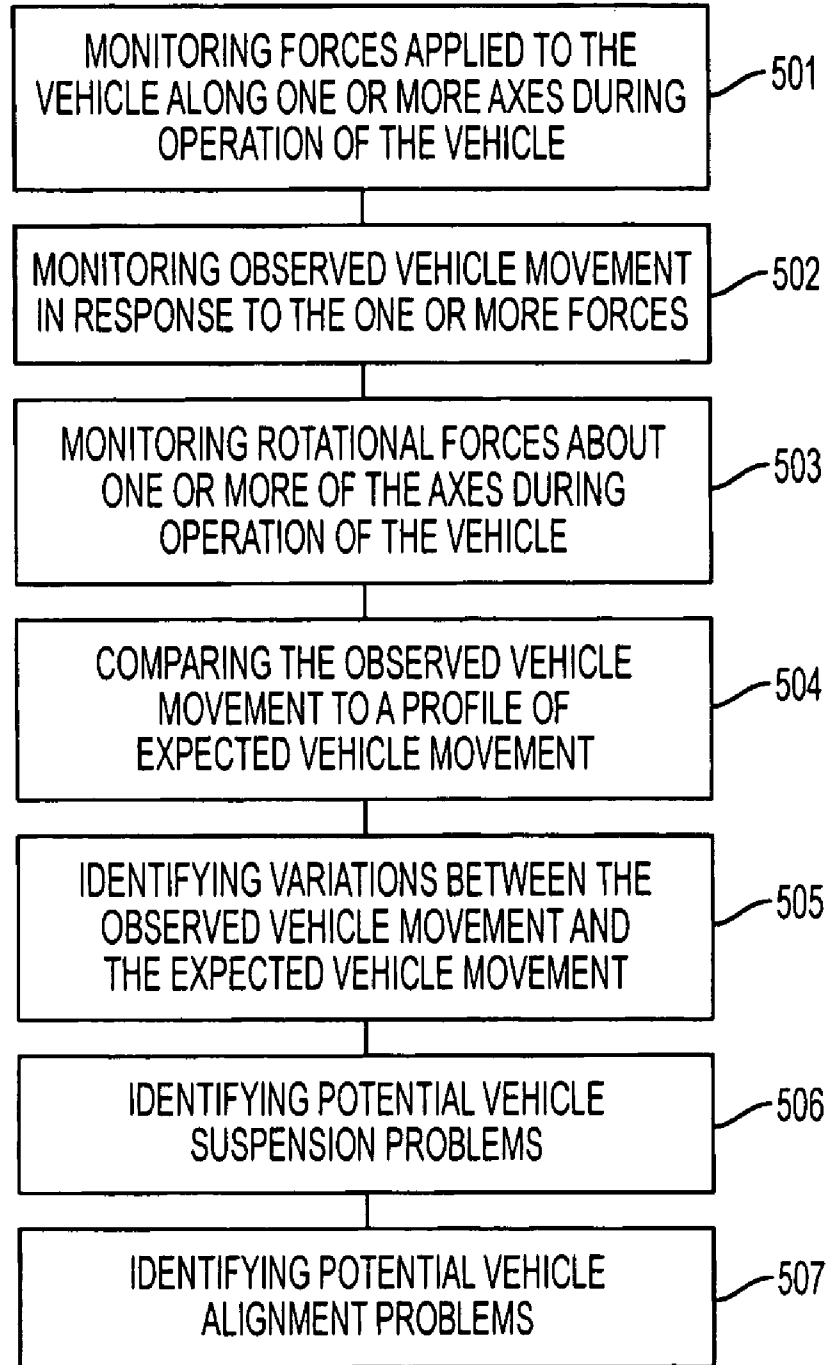 MONITORING FORCES APPLIED TO THE
VEHICLE ALONG ONE OR MORE AXES DURING
OPERATION OF THE VEHICLE
501
MONITORING OBSERVED VEHICLE MOVEMENT
IN RESPONSE TO THE ONE OR MORE FORCES
502
MONITORING ROTATIONAL FORCES ABOUT
ONE OR MORE OF THE AXES DURING
OPERATION OF THE VEHICLE
503
COMPARING THE OBSERVED VEHICLE
MOVEMENT TO A PROFILE OF
EXPECTED VEHICLE MOVEMENT
504
IDENTIFYING VARIATIONS BETWEEN THE
OBSERVED VEHICLE MOVEMENT AND
THE EXPECTED VEHICLE MOVEMENT
505
IDENTIFYING POTENTIAL VEHICLE
SUSPENSION PROBLEMS
506
IDENTIFYING POTENTIAL VEHICLE
ALIGNMENT PROBLEMS
507